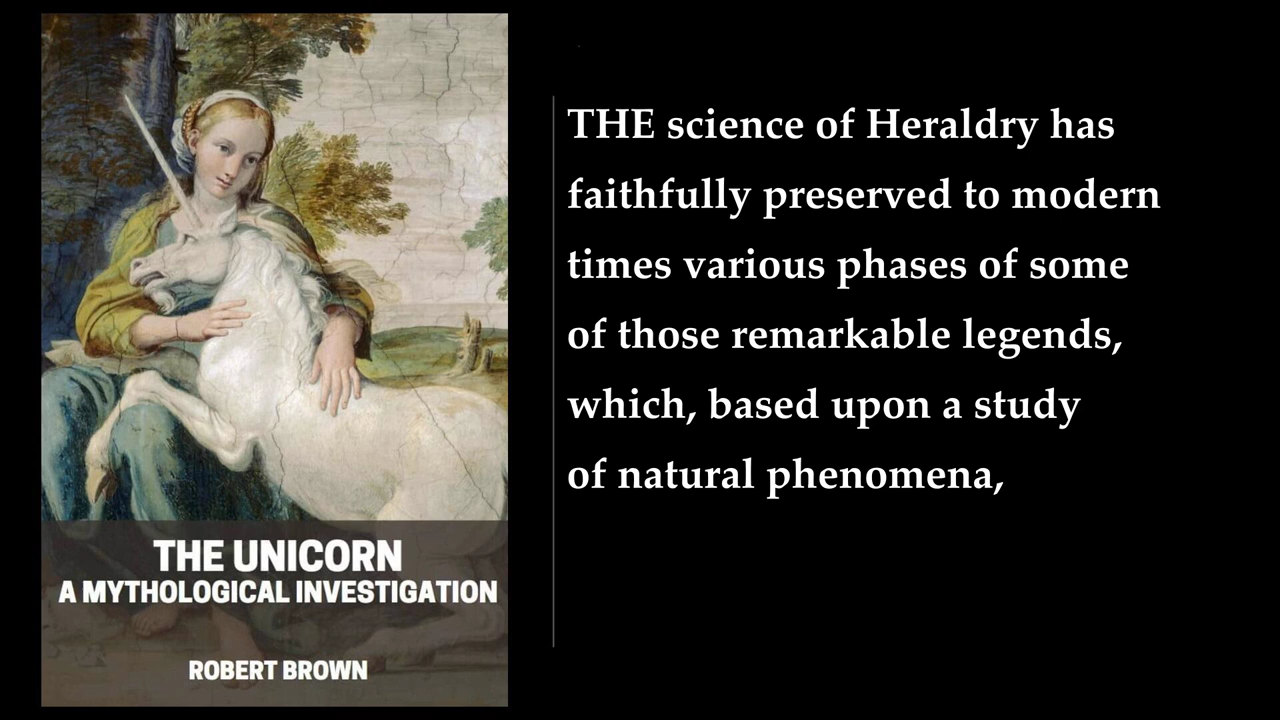 THE science of Heraldry has
faithfully preserved to modern
times various phases of some
of those remarkable legends,
which, based upon a study
of natural phenomena,
THE UNICORN
A MYTHOLOGICAL INVESTIGATION
ROBERT BROWN